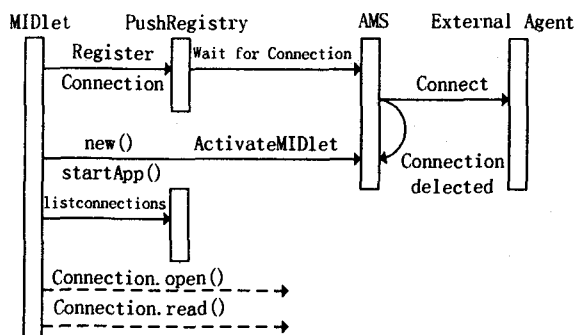 MIDlet PushRegistry AMS External Agent
Register Wait for Connection
Connection Connect
new() ActivateMIDlet
startApp() Connection
delected
listconnections
Connection.open()
Connection.read()